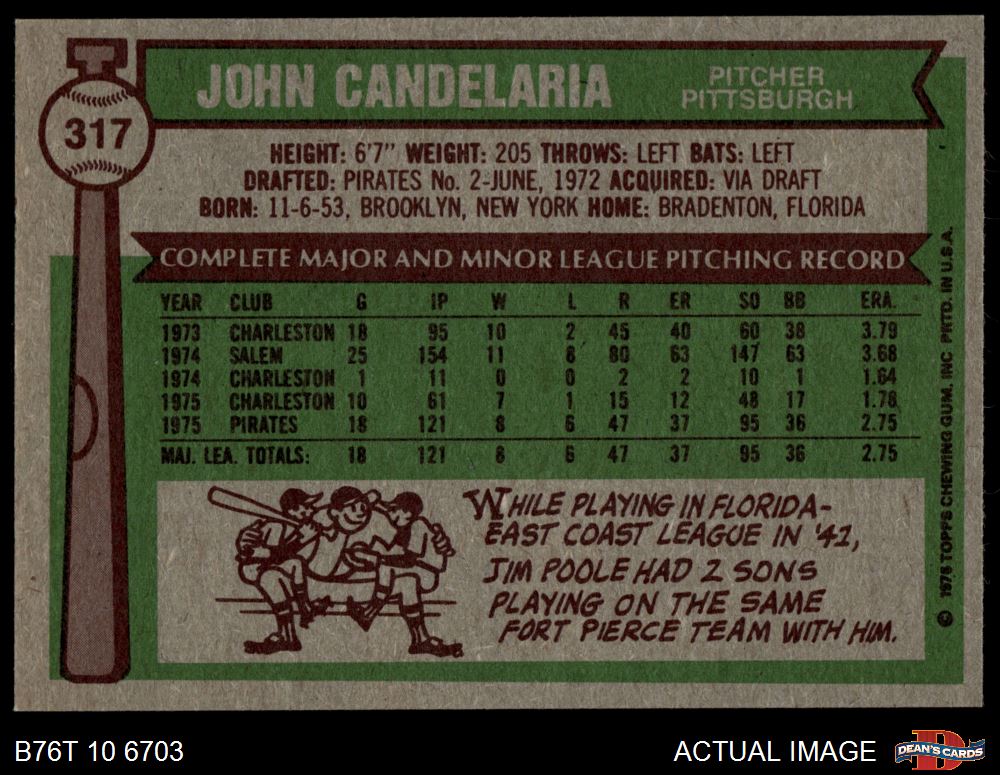 317
JOHN CANDELARIA
PITCHER
PITTSBURGH
HEIGHT: 6'7" WEIGHT: 205 THROWS: LEFT BATS: LEFT
DRAFTED: PIRATES No. 2-JUNE, 1972 ACQUIRED: VIA DRAFT
BORN: 11-6-53, BROOKLYN, NEW YORK HOME: BRADENTON, FLORIDA
COMPLETE MAJOR AND MINOR LEAGUE PITCHING RECORD
YEAR CLUB G IP W L R ER SO BB ERA.
1973 CHARLESTON 18 95 10 2 45 40 60 38 3.79
1974 SALEM 25 154 11 8 80 63 147 63 3.68
1974 CHARLESTON 1 11 0 0 2 2 10 1 1.64
1975 CHARLESTON 10 61 7 1 15 12 48 17 1.78
1975 PIRATES 18 121 8 6 47 37 95 36 2.75
MAJ. LEA. TOTALS: 18 121 8 6 47 37 95 36 2.75
WHILE PLAYING IN FLORIDA-
EAST COAST LEAGUE IN '41,
JIM POOLE HAD 2 SONS
PLAYING ON THE SAME
FORT PIERCE TEAM WITH HIM.
© 1976 TOPPS CHEWING GUM, INC PRTD. IN U.S.A.
B76T 10 6703
ACTUAL IMAGE
D
DEAN'S CARDS